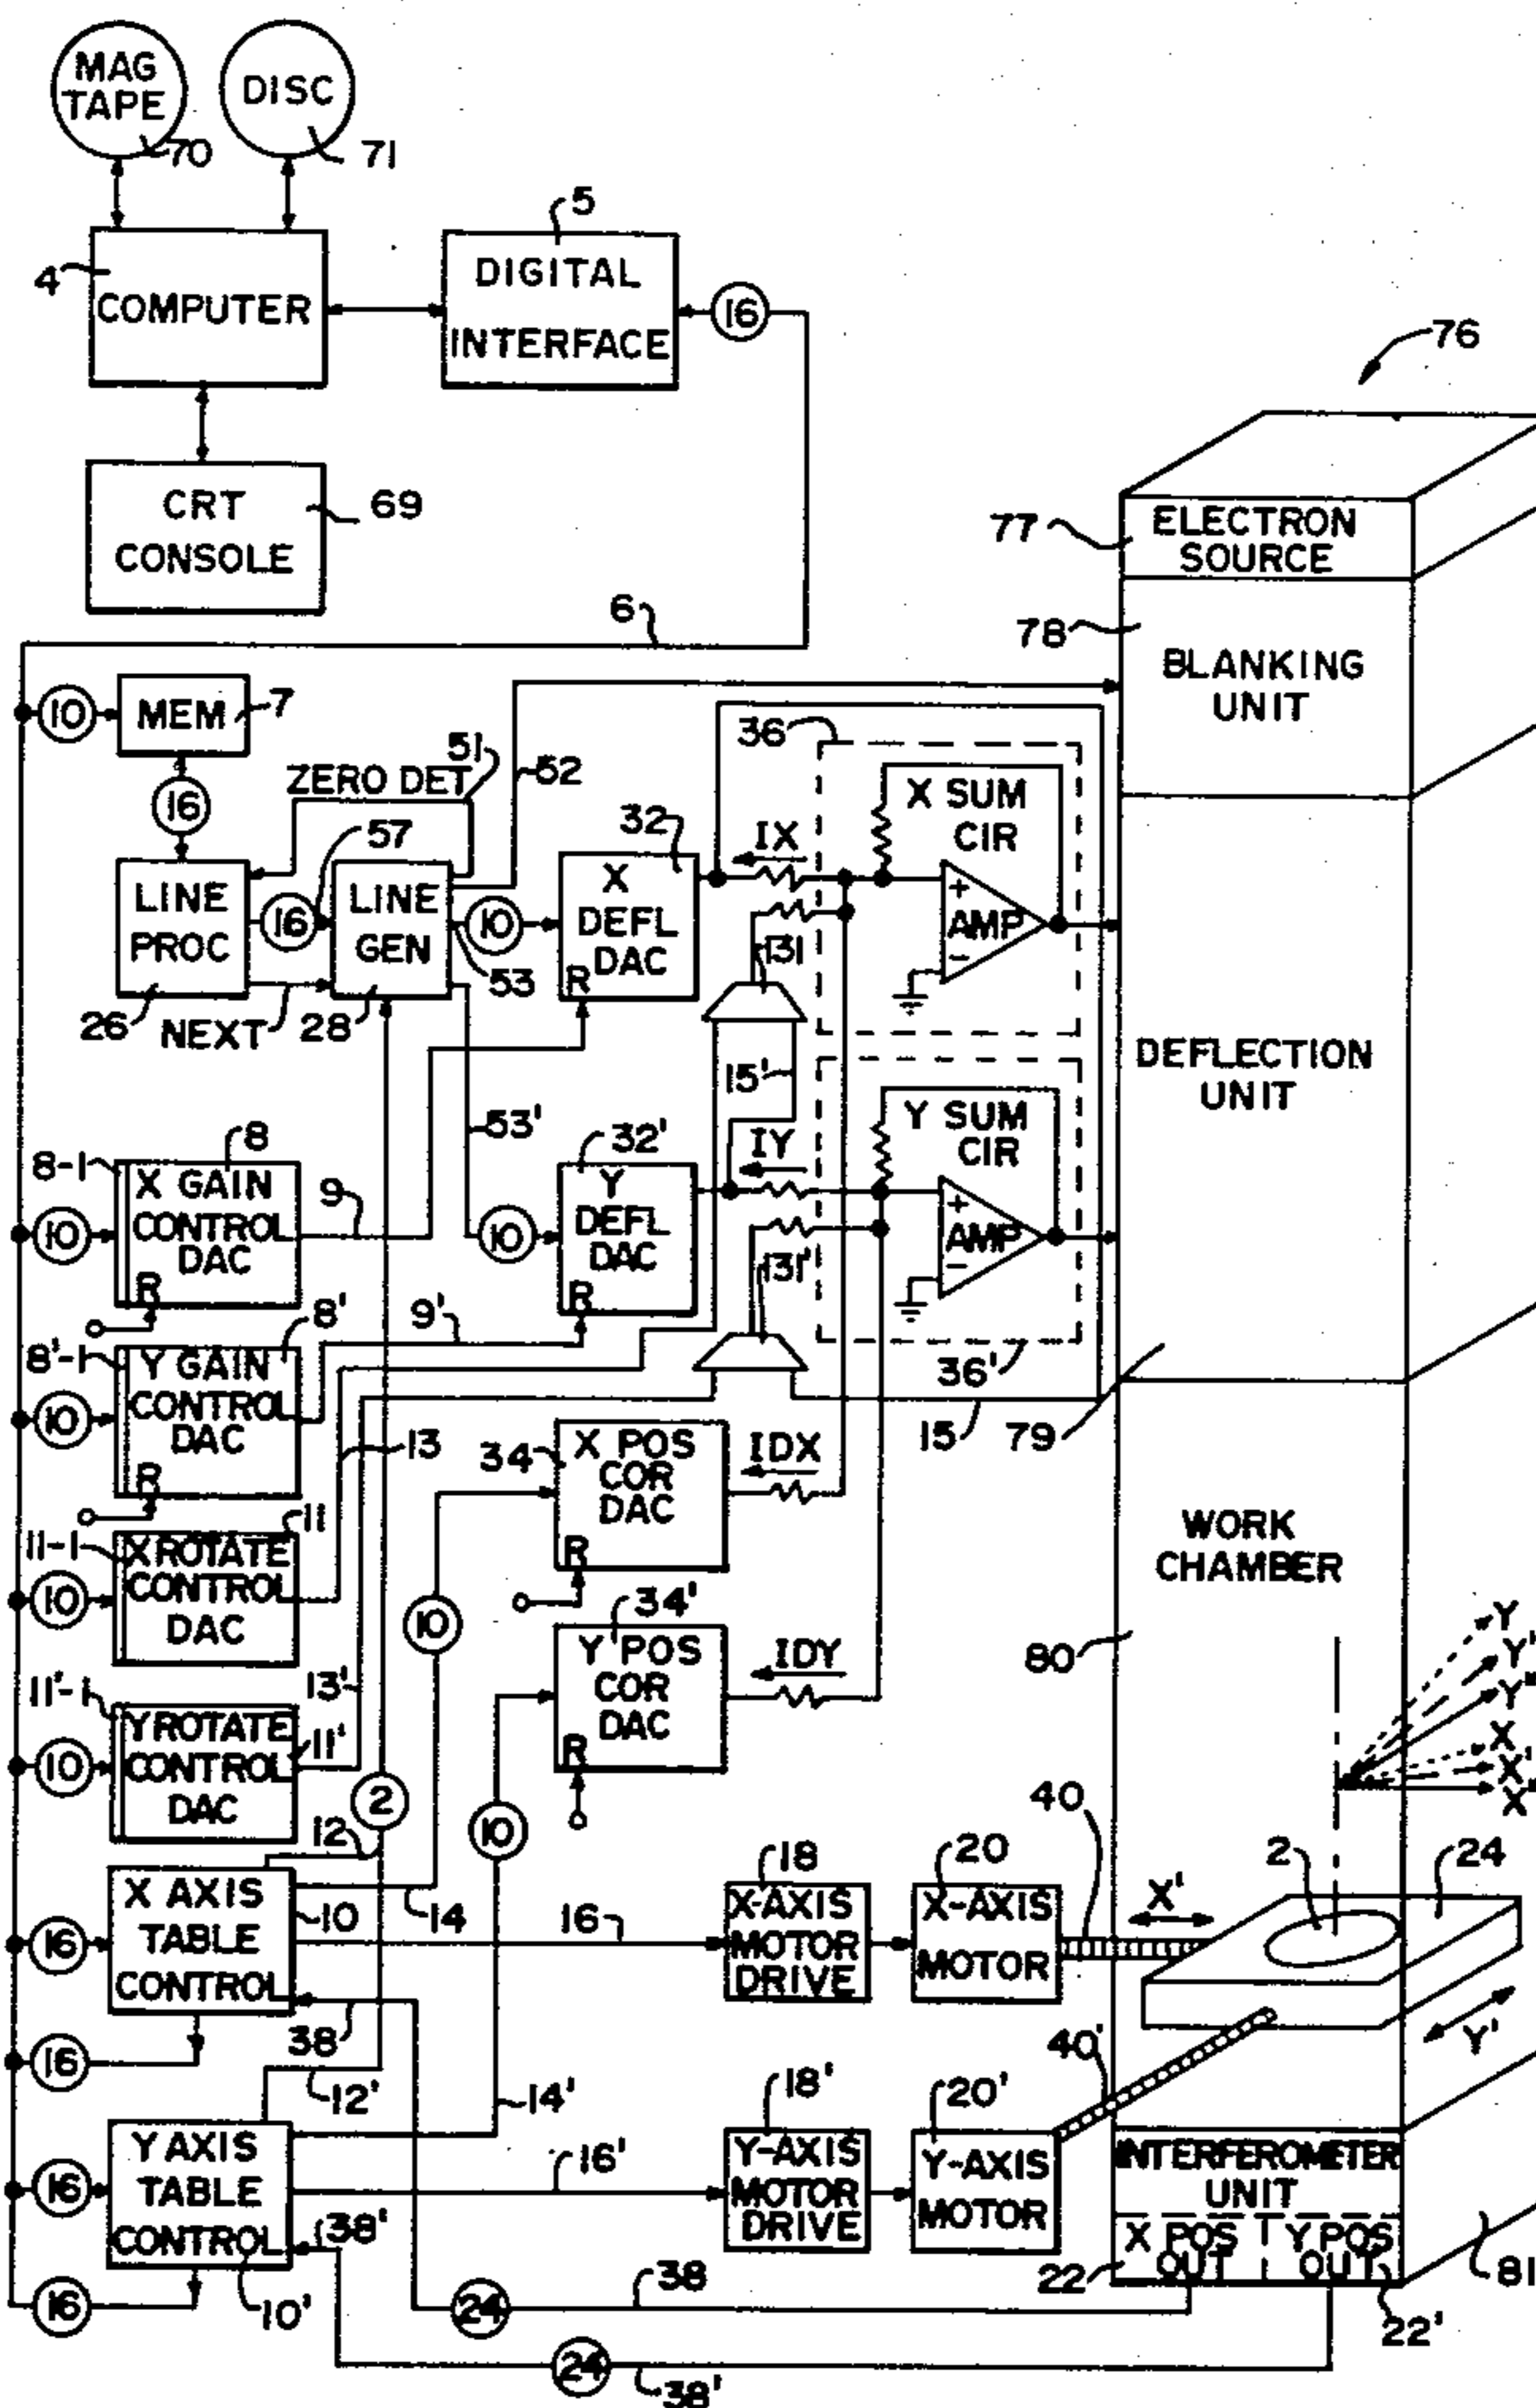 MAG
TAPE
70
DISC
71
4
COMPUTER
5
DIGITAL
INTERFACE
16
76
CRT
CONSOLE
69
77
ELECTRON
SOURCE
6
78
BLANKING
UNIT
10
MEM
7
16
ZERO DET
51
52
36
X SUM
CIR
57
32
IX
LINE
PROC
16
LINE
GEN
10
X
DEFL
DAC
R
+
AMP
-
131
53
26
NEXT
28
DEFLECTION
UNIT
15'
53'
Y SUM
CIR
8-1
8
X GAIN
CONTROL
DAC
R
10
9
32'
IY
Y
DEFL
DAC
R
10
+
AMP
-
131'
8'-1
8'
9'
Y GAIN
CONTROL
DAC
R
10
36'
13
15
79
34
X POS
COR
DAC
R
IDX
11-1
11
X ROTATE
CONTROL
DAC
10
10
WORK
CHAMBER
34'
Y POS
COR
DAC
R
IDY
80
Y
Y'
Y"
X
X'
X"
11'-1
13'
Y ROTATE
CONTROL
DAC
11'
10
2
10
12
40
X AXIS
TABLE
CONTROL
10
14
16
16
18
X-AXIS
MOTOR
DRIVE
20
X-AXIS
MOTOR
X'
2
24
38
16
12'
14'
40'
Y'
Y AXIS
TABLE
CONTROL
16
16'
18'
Y-AXIS
MOTOR
DRIVE
20'
Y-AXIS
MOTOR
INTERFEROMETER
UNIT
38'
X POS
OUT
Y POS
OUT
22
81
16
10'
24
38
22'
24
38'